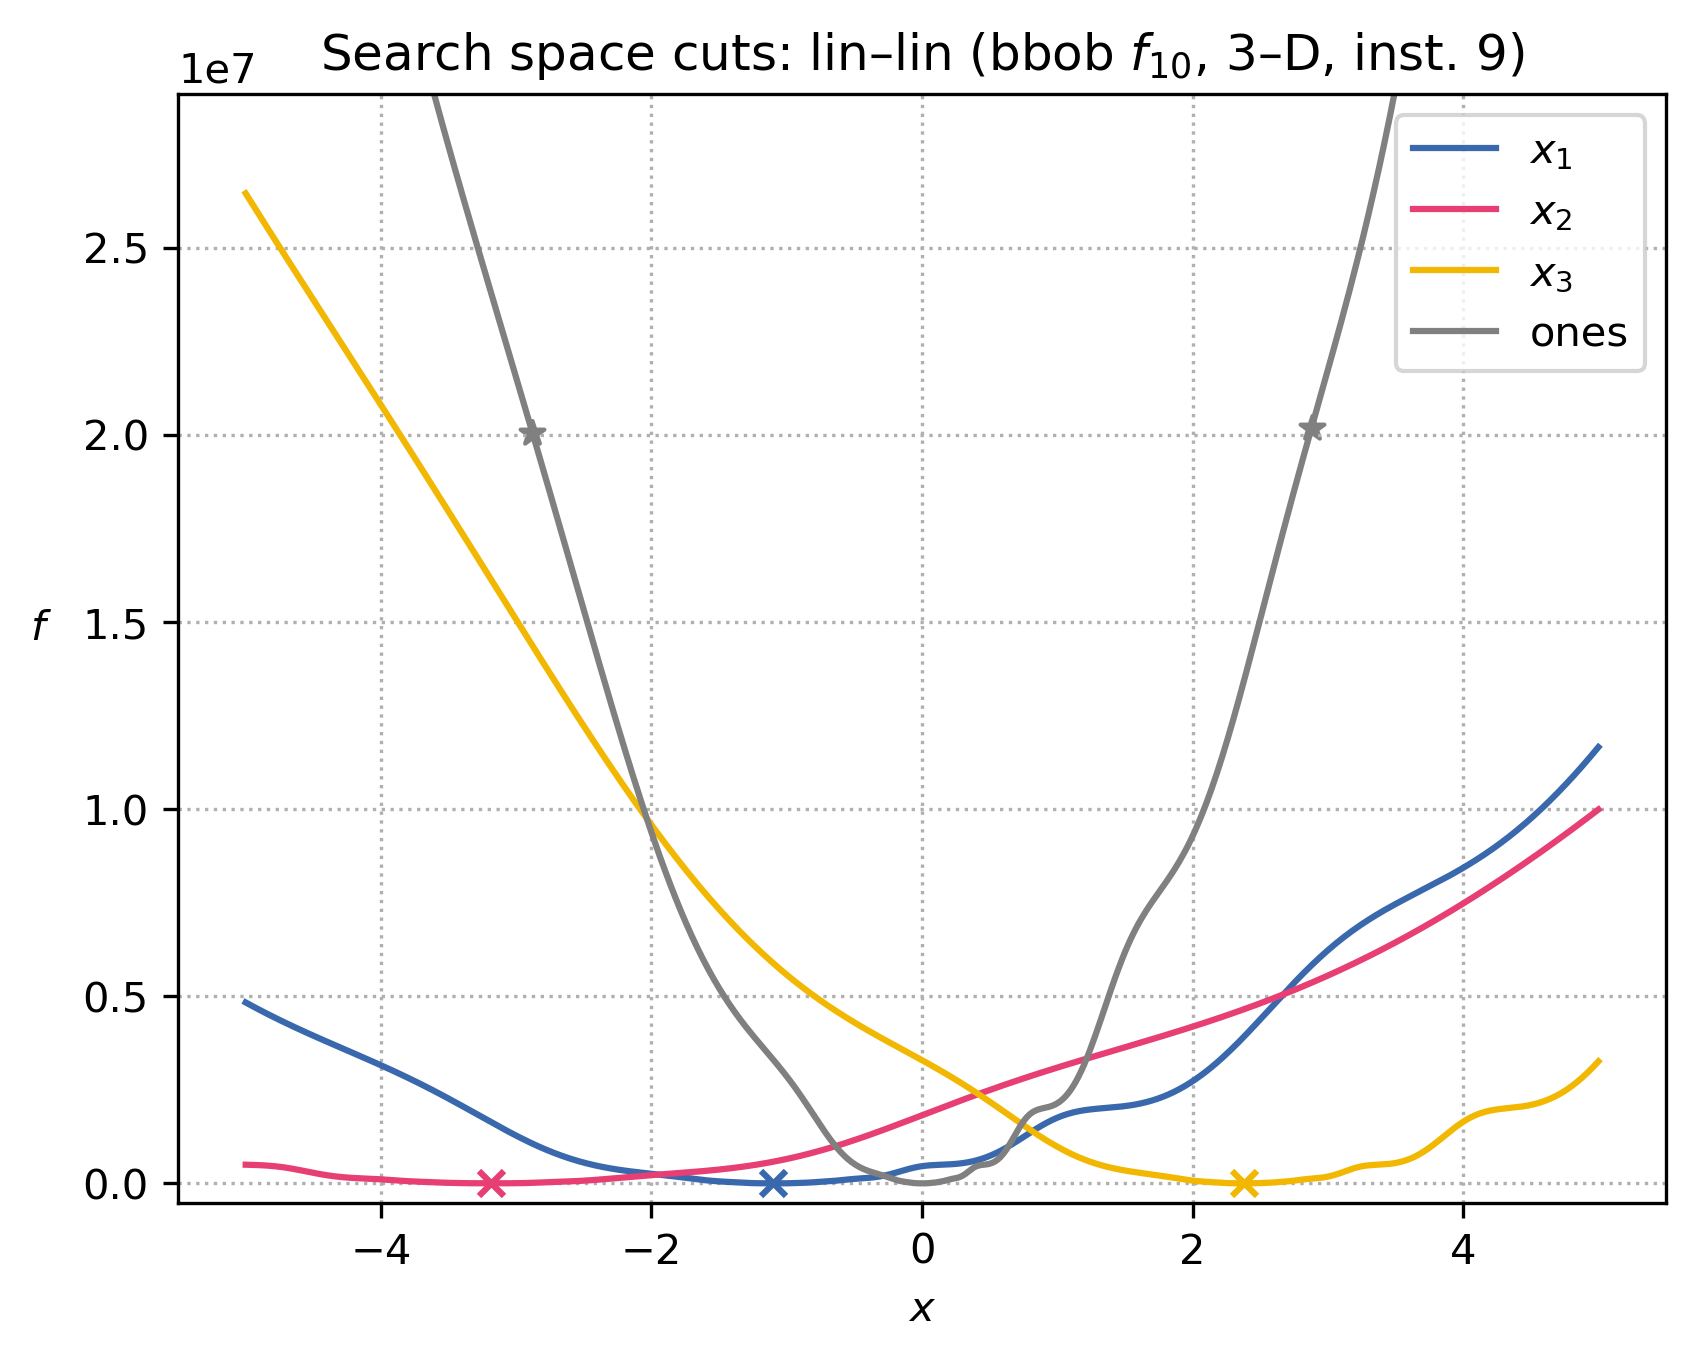 1e7
Search space cuts: lin–lin (bbob f10, 3–D, inst. 9)
x1
x2
x3
ones
2.5
2.0
1.5
1.0
0.5
0.0
f
−4 −2 0 2 4
x